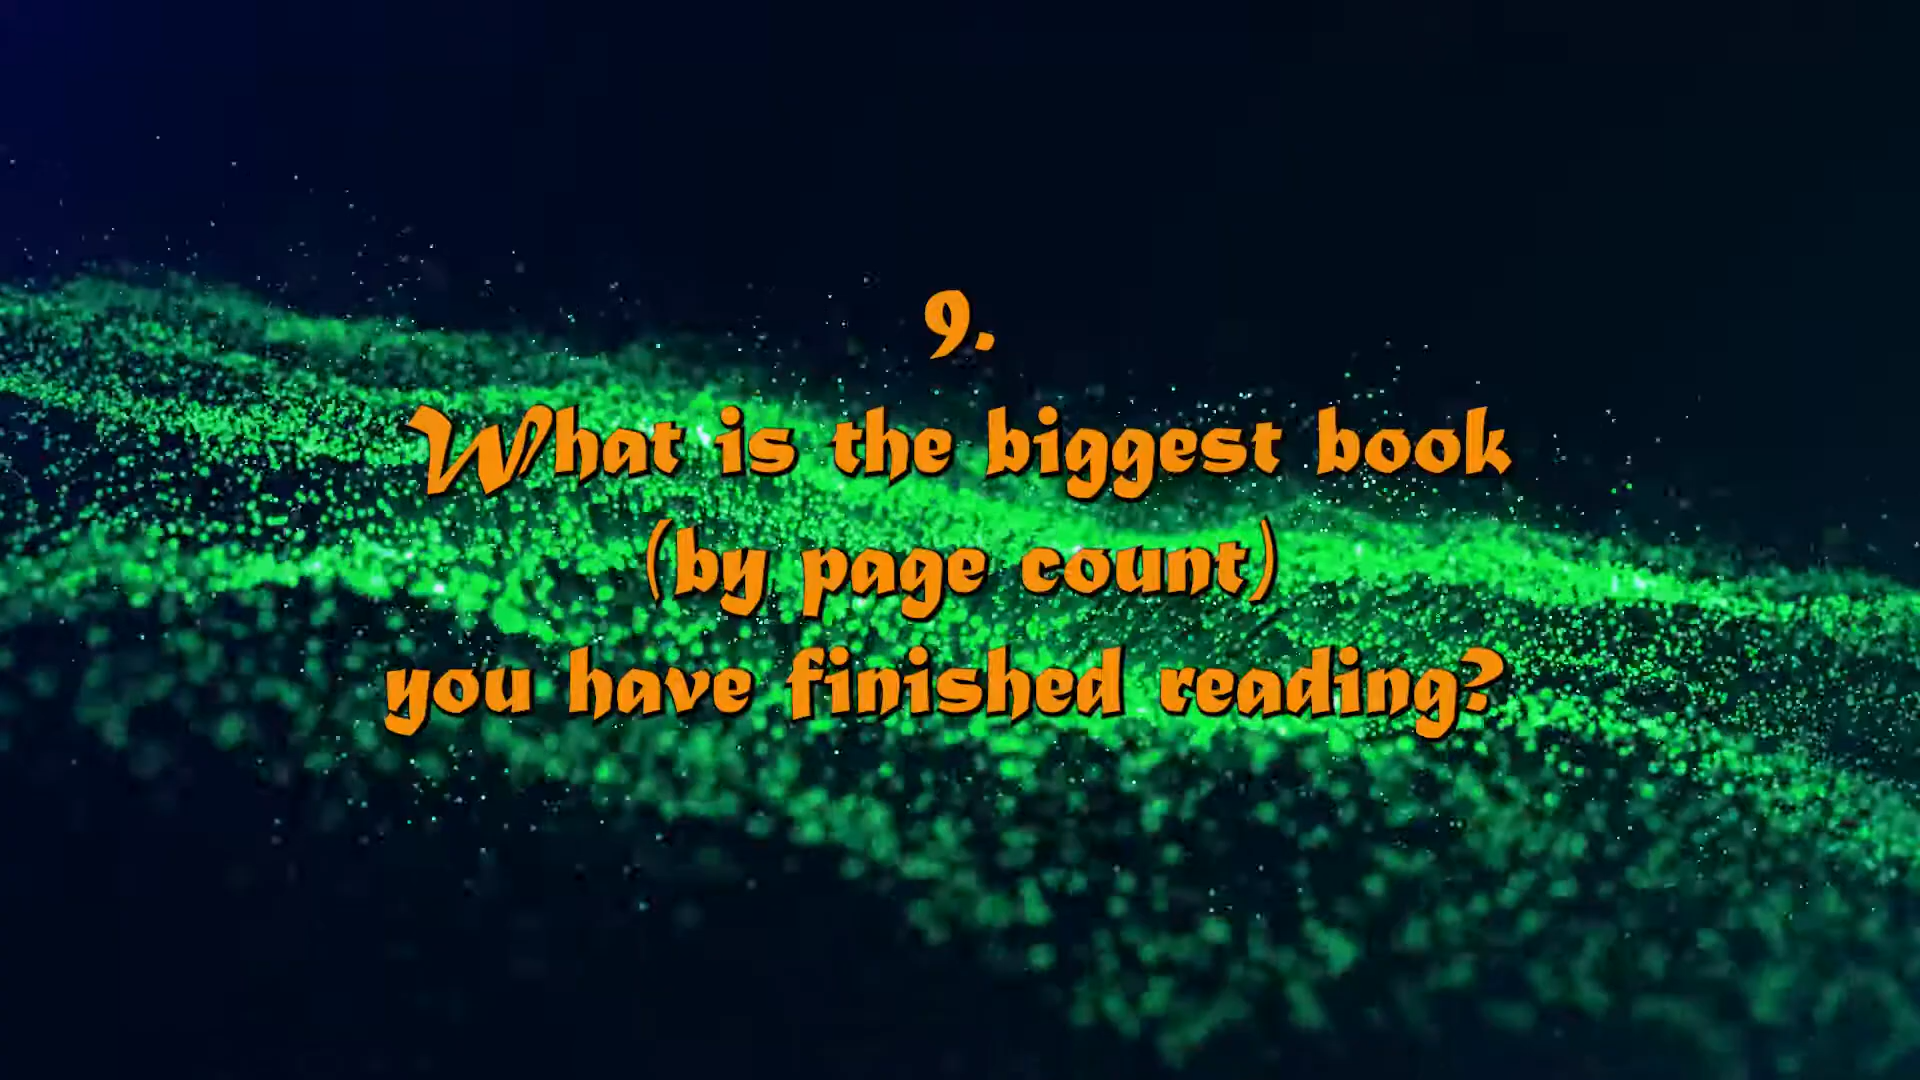 9.
What is the biggest book
(by page count)
you have finished reading?